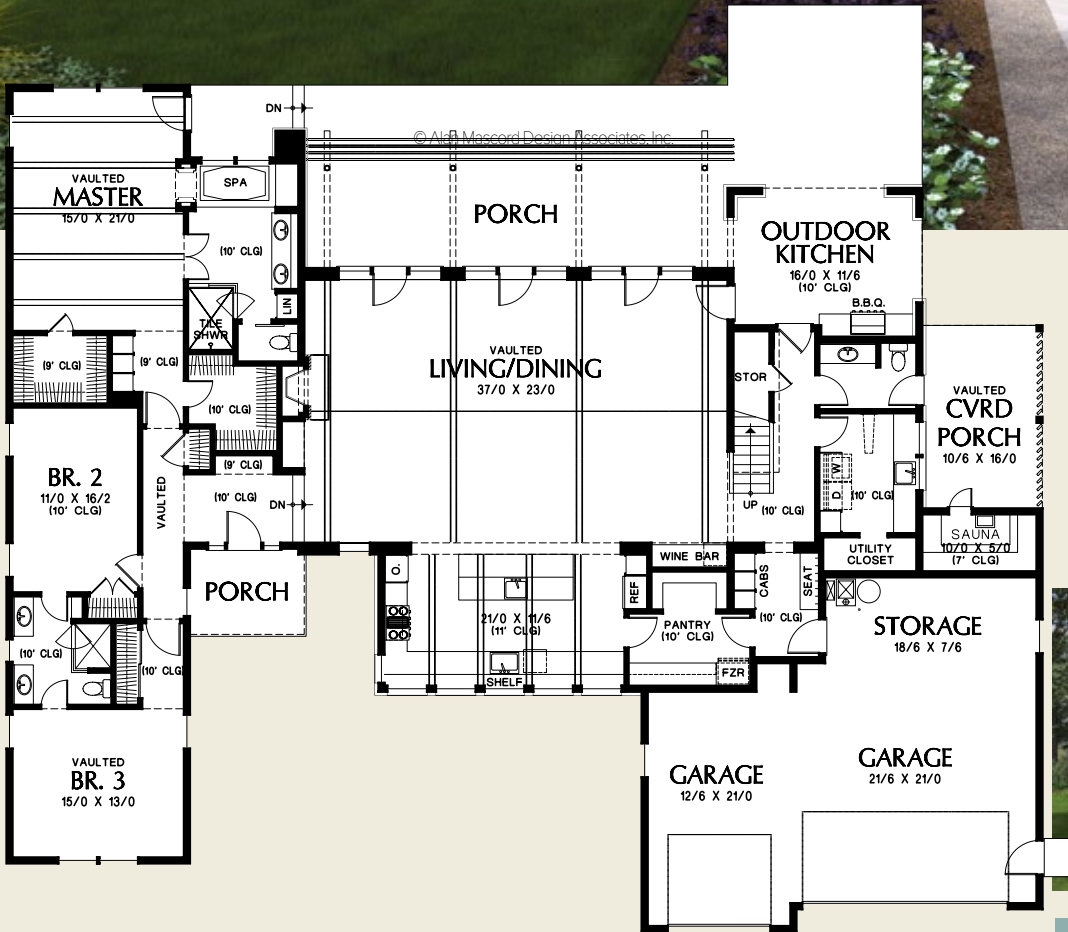 DN
© Alan Mascord Design Associates, Inc.
VAULTED
MASTER
15/0 X 21/0
SPA
PORCH
OUTDOOR
KITCHEN
16/0 X 11/6
(10' CLG)
B.B.Q.
(10' CLG)
LIN
TILE
SHWR
(9' CLG)
(9' CLG)
(10' CLG)
VAULTED
LIVING/DINING
37/0 X 23/0
STOR
VAULTED
CVRD
PORCH
10/6 X 16/0
BR. 2
11/0 X 16/2
(10' CLG)
VAULTED
(9' CLG)
(10' CLG)
DN
UP
(10' CLG)
W
D
(10' CLG)
SAUNA
10/0 X 5/0
(7' CLG)
UTILITY
CLOSET
PORCH
O.
WINE BAR
REF
CABS
SEAT
21/0 X 11/6
(11' CLG)
PANTRY
(10' CLG)
(10' CLG)
STORAGE
18/6 X 7/6
(10' CLG)
(10' CLG)
SHELF
FZR
VAULTED
BR. 3
15/0 X 13/0
GARAGE
12/6 X 21/0
GARAGE
21/6 X 21/0